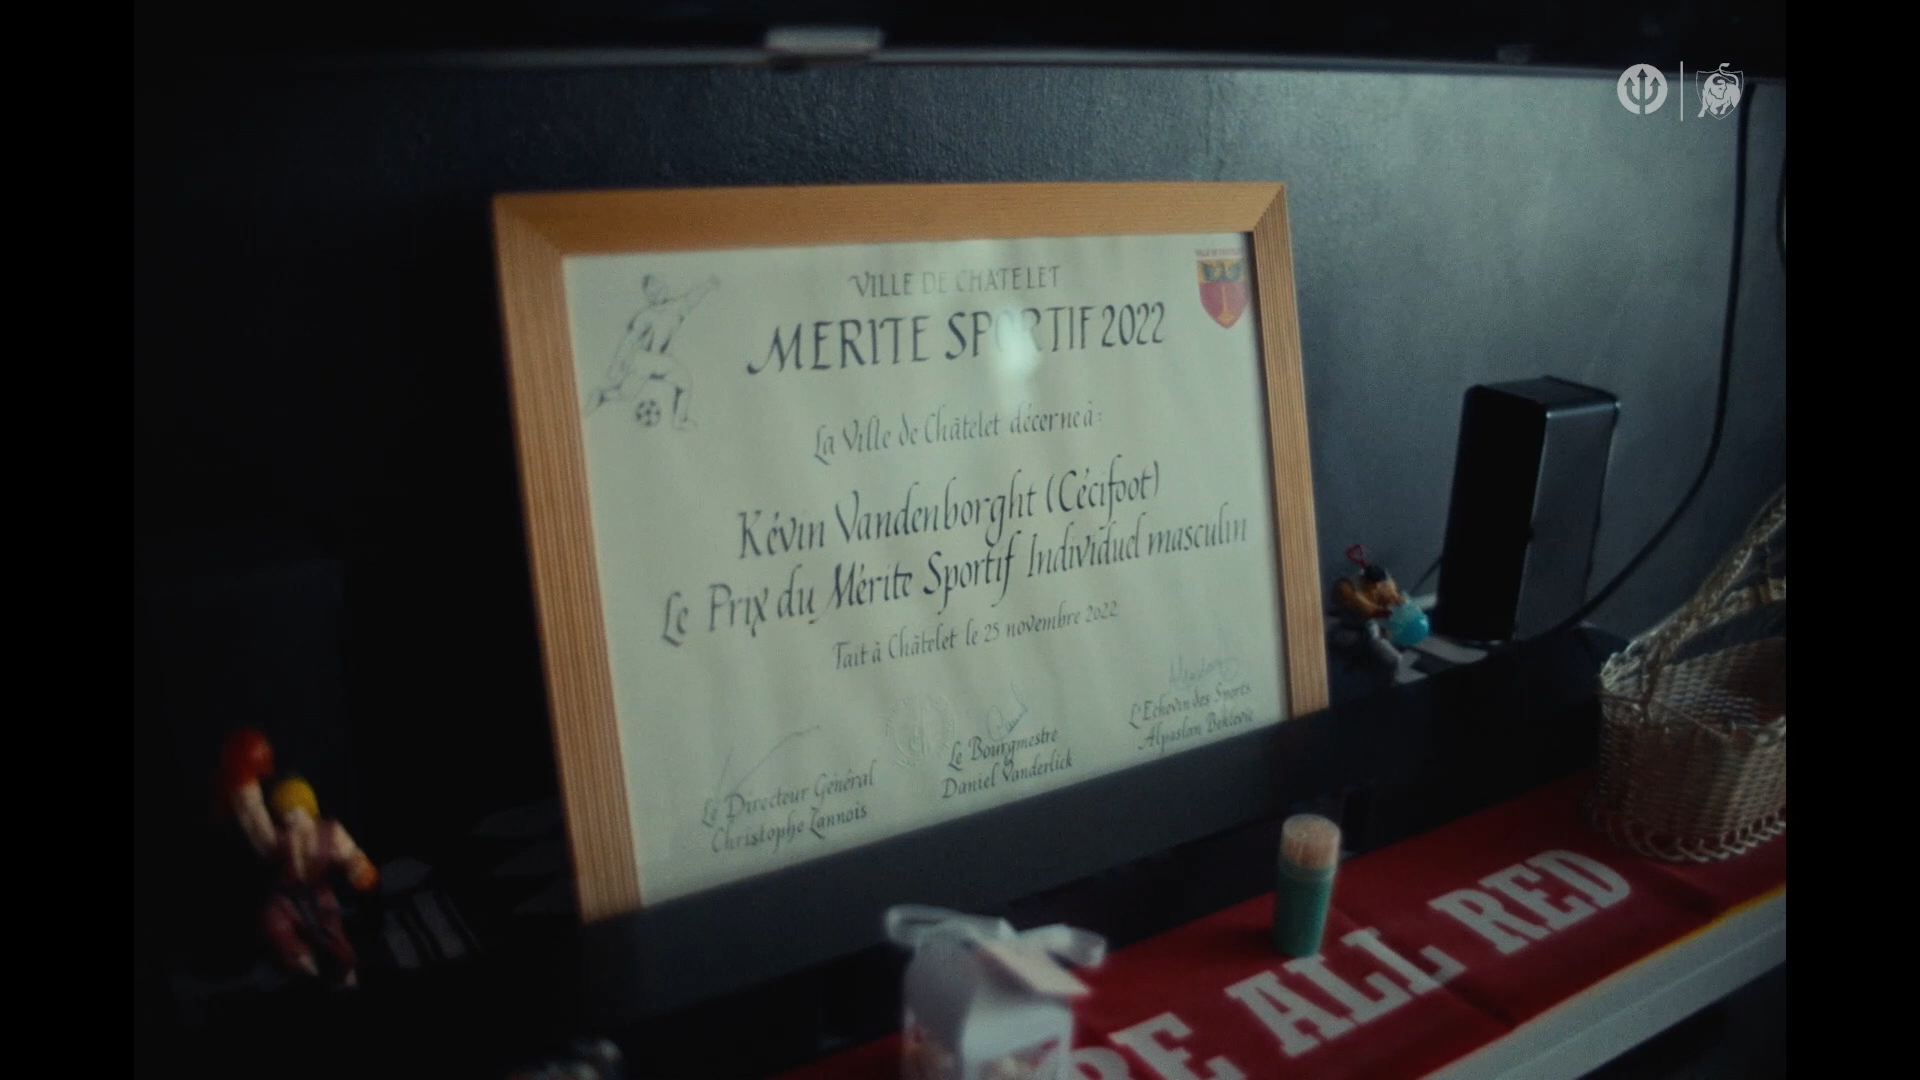 VILLE DE CHATELET
MERITE SPORTIF 2022
La Ville de Châtelet décerne à :
Kévin Vandenborght (Cécifoot)
Le Prix du Mérite Sportif Individuel masculin
Fait à Châtelet le 25 novembre 2022
Le Directeur Général
Christophe Lannois
Le Bourgmestre
Daniel Vanderlick
L'Echevin des Sports
Alpaslan
RE ALL RED